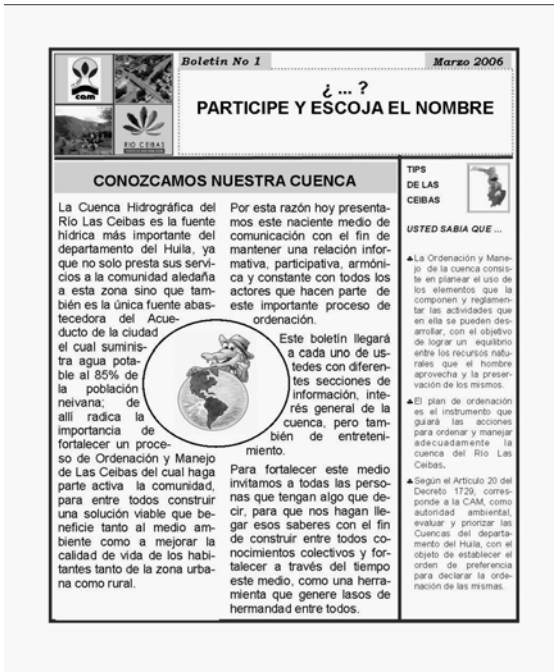 Boletin No 1
Marzo 2006
¿ ... ?
PARTICIPE Y ESCOJA EL NOMBRE
cam
RIO CEIBAS
CONOZCAMOS NUESTRA CUENCA
La Cuenca Hidrográfica del
Río Las Ceibas es la fuente
hídrica más importante del
departamento del Huila, ya
que no solo presta sus servi-
cios a la comunidad aledaña
a esta zona sino que tam-
bién es la única fuente abas-
tecedora del Acue-
ducto de la ciudad
el cual suminis-
tra agua pota-
ble al 85% de
la población
neivana; de
allí radica la
importancia de
fortalecer un proce-
so de Ordenación y Manejo
de Las Ceibas del cual haga
parte activa la comunidad,
para entre todos construir
una solución viable que be-
neficie tanto al medio am-
biente como a mejorar la
calidad de vida de los habi-
tantes tanto de la zona urba-
na como rural.
Por esta razón hoy presenta-
mos este naciente medio de
comunicación con el fin de
mantener una relación infor-
mativa, participativa, armóni-
ca y constante con todos los
actores que hacen parte de
este importante proceso de
ordenación.
Este boletín llegará
a cada uno de us-
tedes con diferen-
tes secciones de
información, inte-
rés general de la
cuenca, pero tam-
bién de entreteni-
miento.
Para fortalecer este medio
invitamos a todas las perso-
nas que tengan algo que de-
cir, para que nos hagan lle-
gar esos saberes con el fin
de construir entre todos co-
nocimientos colectivos y for-
talecer a través del tiempo
este medio, como una herra-
mienta que genere lasos de
hermandad entre todos.
TIPS
DE LAS
CEIBAS
USTED SABIA QUE ...
♣La Ordenación y Mane-
jo de la cuenca consis-
te en planear el uso de
los elementos que la
componen y reglamen-
tar las actividades que
en ella se pueden des-
arrollar, con el objetivo
de lograr un equilibrio
entre los recursos natu-
rales que el hombre
aprovecha y la preser-
vación de los mismos.
♣El plan de ordenación
es el instrumento que
guiará las acciones
para ordenar y manejar
adecuadamente la
cuenca del Río Las
Ceibas.
♣Según el Articulo 20 del
Decreto 1729, corres-
ponde a la CAM, como
autoridad ambiental,
evaluar y priorizar las
Cuencas del departa-
mento del Huila, con el
objeto de establecer el
orden de preferencia
para declarar la orde-
nación de las mismas.